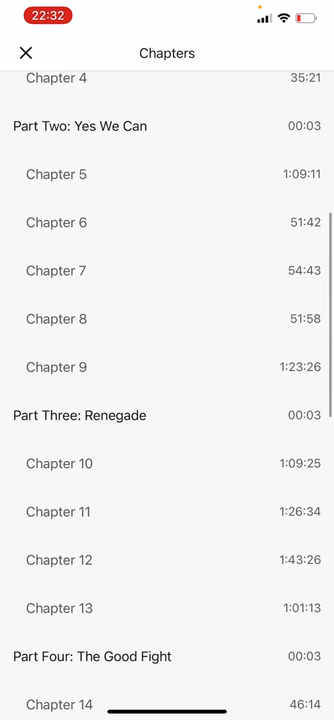 22:32
Chapters
Chapter 4 35:21
Part Two: Yes We Can 00:03
Chapter 5 1:09:11
Chapter 6 51:42
Chapter 7 54:43
Chapter 8 51:58
Chapter 9 1:23:26
Part Three: Renegade 00:03
Chapter 10 1:09:25
Chapter 11 1:26:34
Chapter 12 1:43:26
Chapter 13 1:01:13
Part Four: The Good Fight 00:03
Chapter 14 46:14